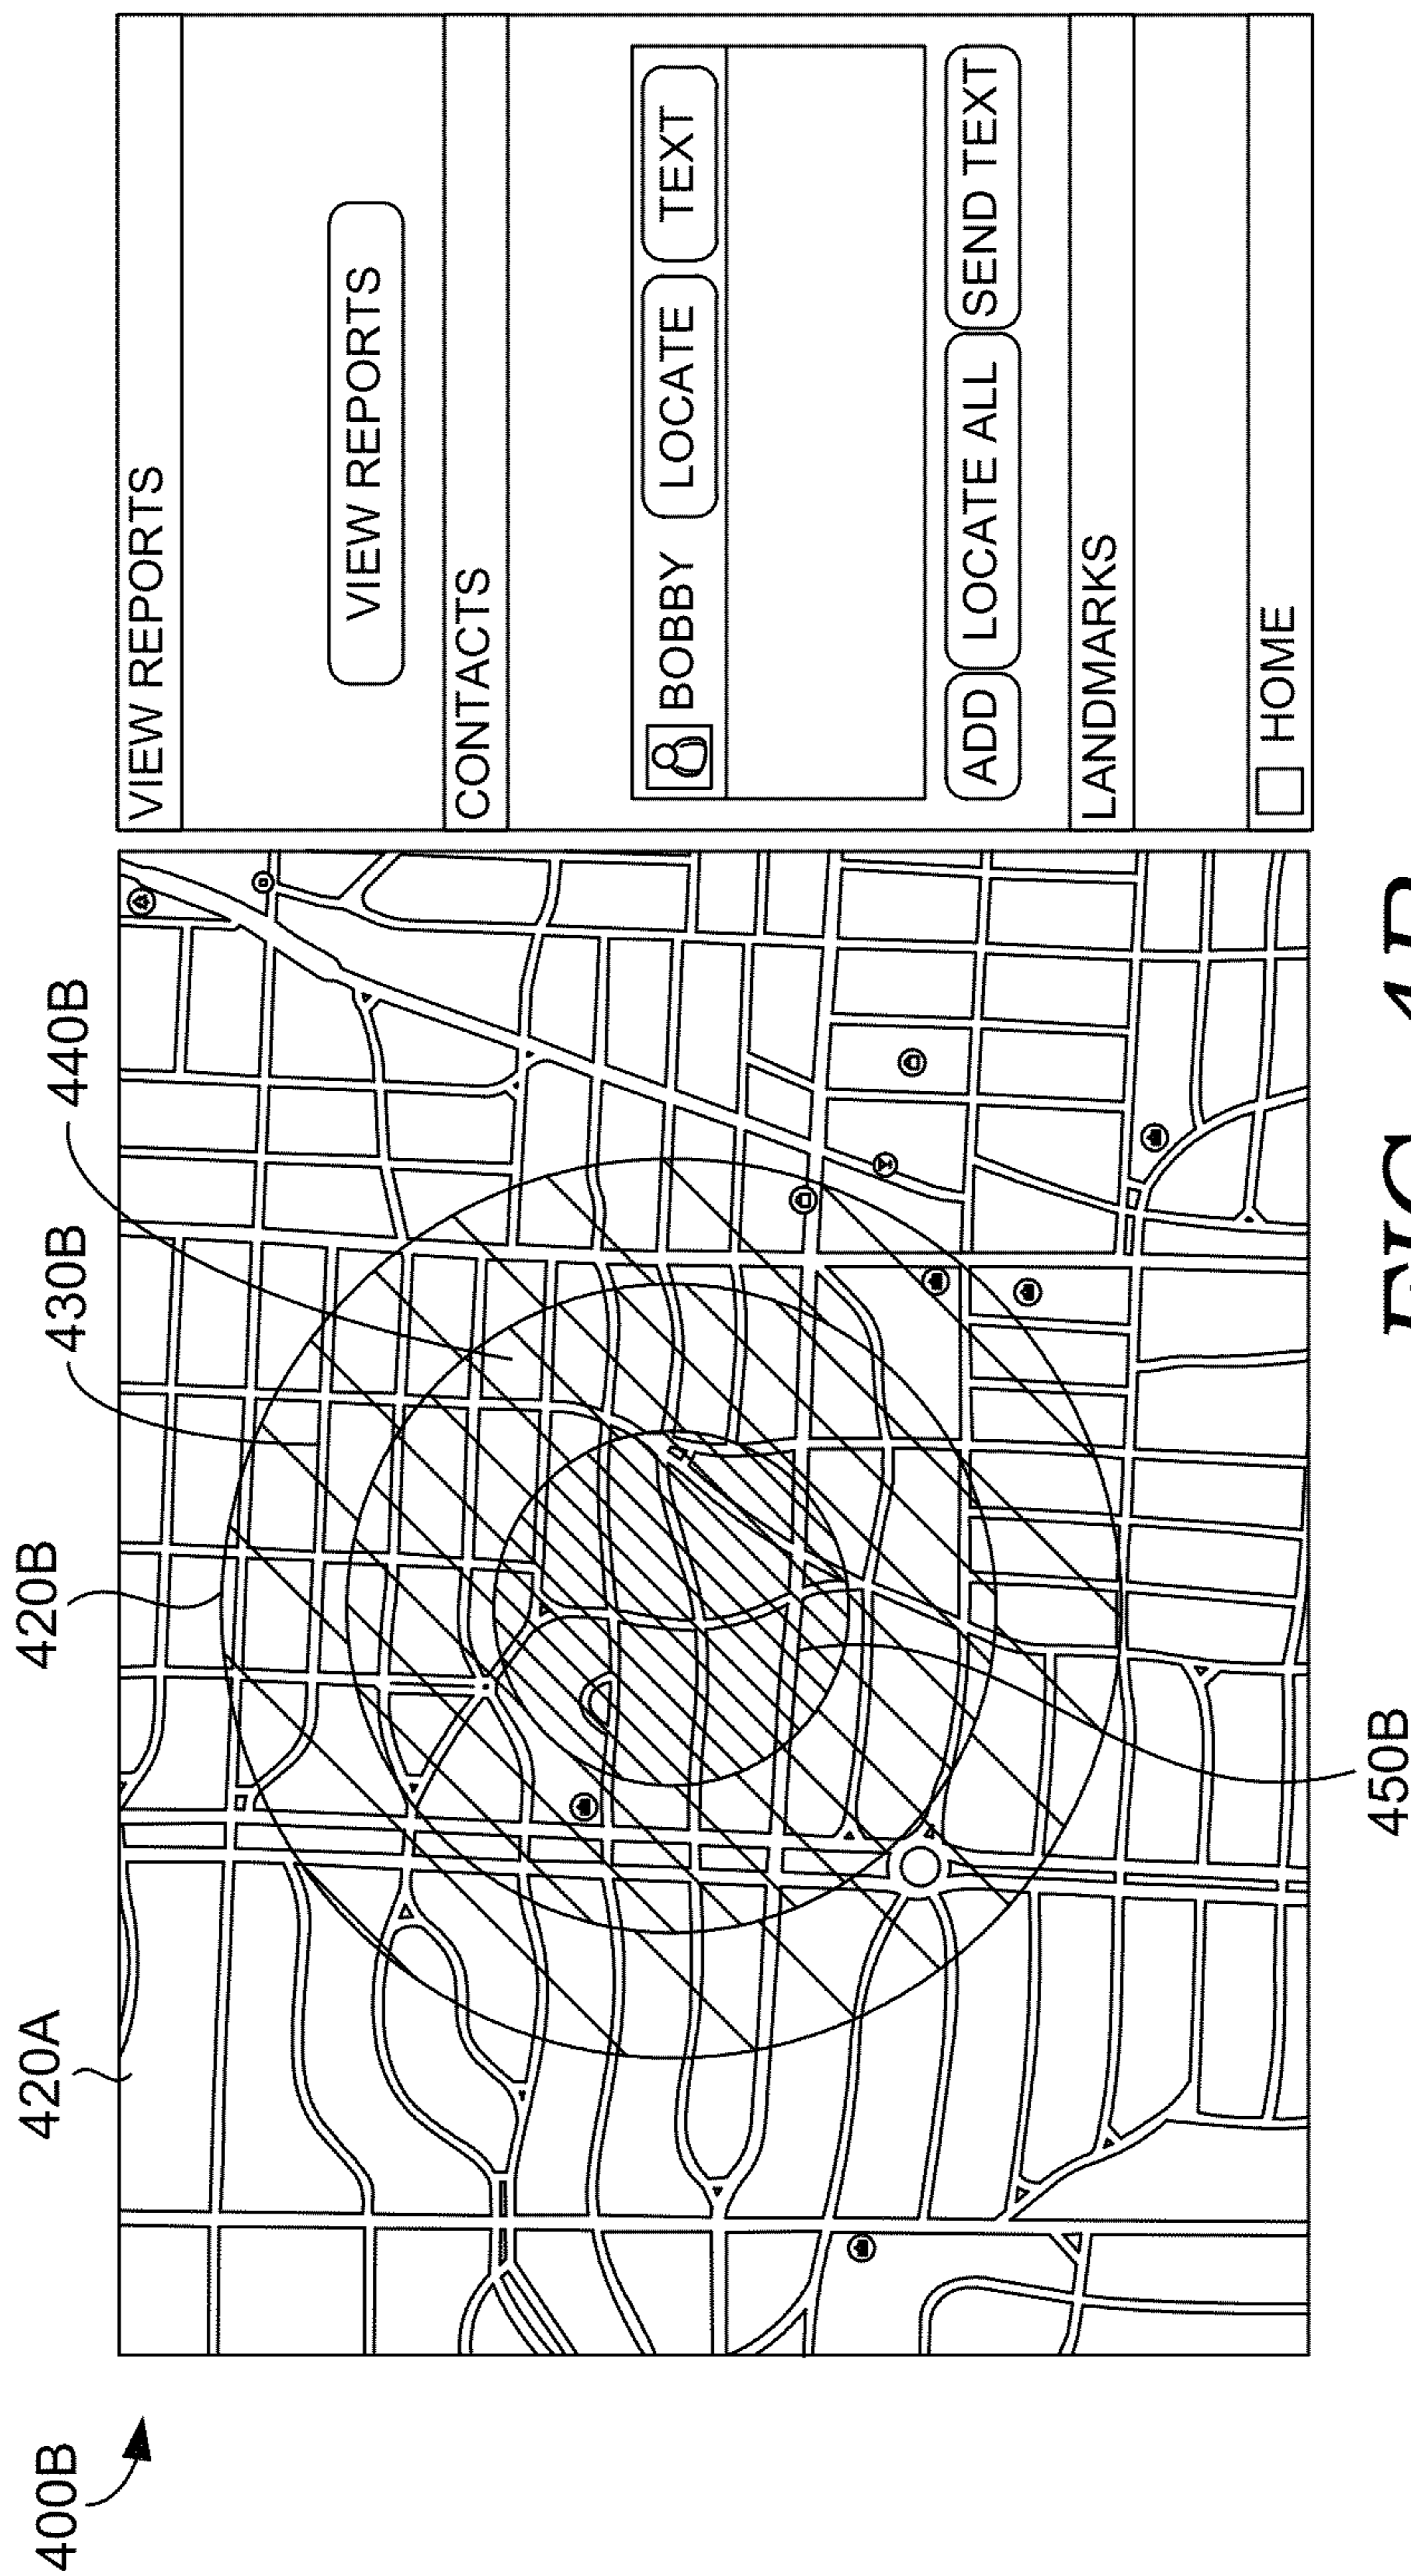 400B
420A
420B
430B
440B
450B
VIEW REPORTS
VIEW REPORTS
CONTACTS
BOBBY LOCATE TEXT
ADD LOCATE ALL SEND TEXT
LANDMARKS
HOME